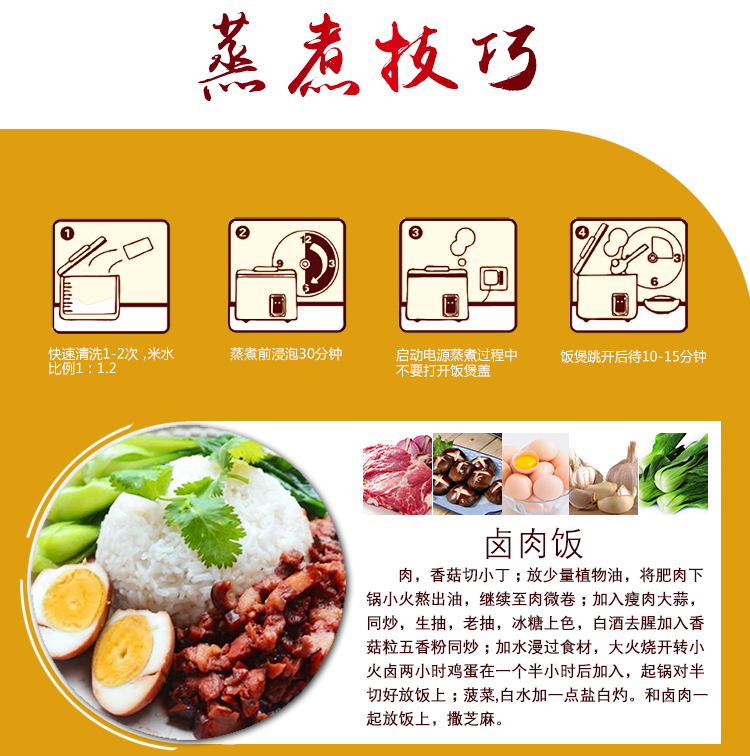 蒸煮技巧
1
2
3
4
12
3
6
9
3
6
快速清洗1-2次,米水
比例1：1.2
蒸煮前浸泡30分钟
启动电源蒸煮过程中
不要打开饭煲盖
饭煲跳开后待10-15分钟
卤肉饭
肉，香菇切小丁；放少量植物油，将肥肉下
锅小火熬出油，继续至肉微卷；加入瘦肉大蒜，
同炒，生抽，老抽，冰糖上色，白酒去腥加入香
菇粒五香粉同炒；加水漫过食材，大火烧开转小
火卤两小时鸡蛋在一个半小时后加入，起锅对半
切好放饭上；菠菜,白水加一点盐白灼。和卤肉一
起放饭上，撒芝麻。